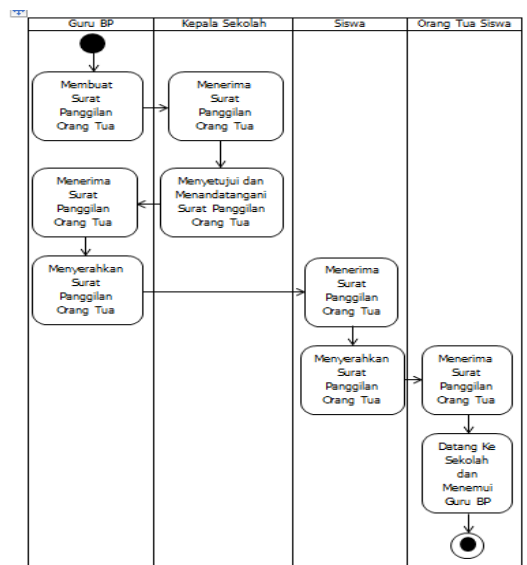 Guru BP
Kepala Sekolah
Siswa
Orang Tua Siswa
Membuat
Surat
Panggilan
Orang Tua
Menerima
Surat
Panggilan
Orang Tua
Menyetujui dan
Menandatangani
Surat Panggilan
Orang Tua
Menerima
Surat
Panggilan
Orang Tua
Menyerahkan
Surat
Panggilan
Orang Tua
Menerima
Surat
Panggilan
Orang Tua
Menyerahkan
Surat
Panggilan
Orang Tua
Menerima
Surat
Panggilan
Orang Tua
Datang Ke
Sekolah
dan
Menemui
Guru BP